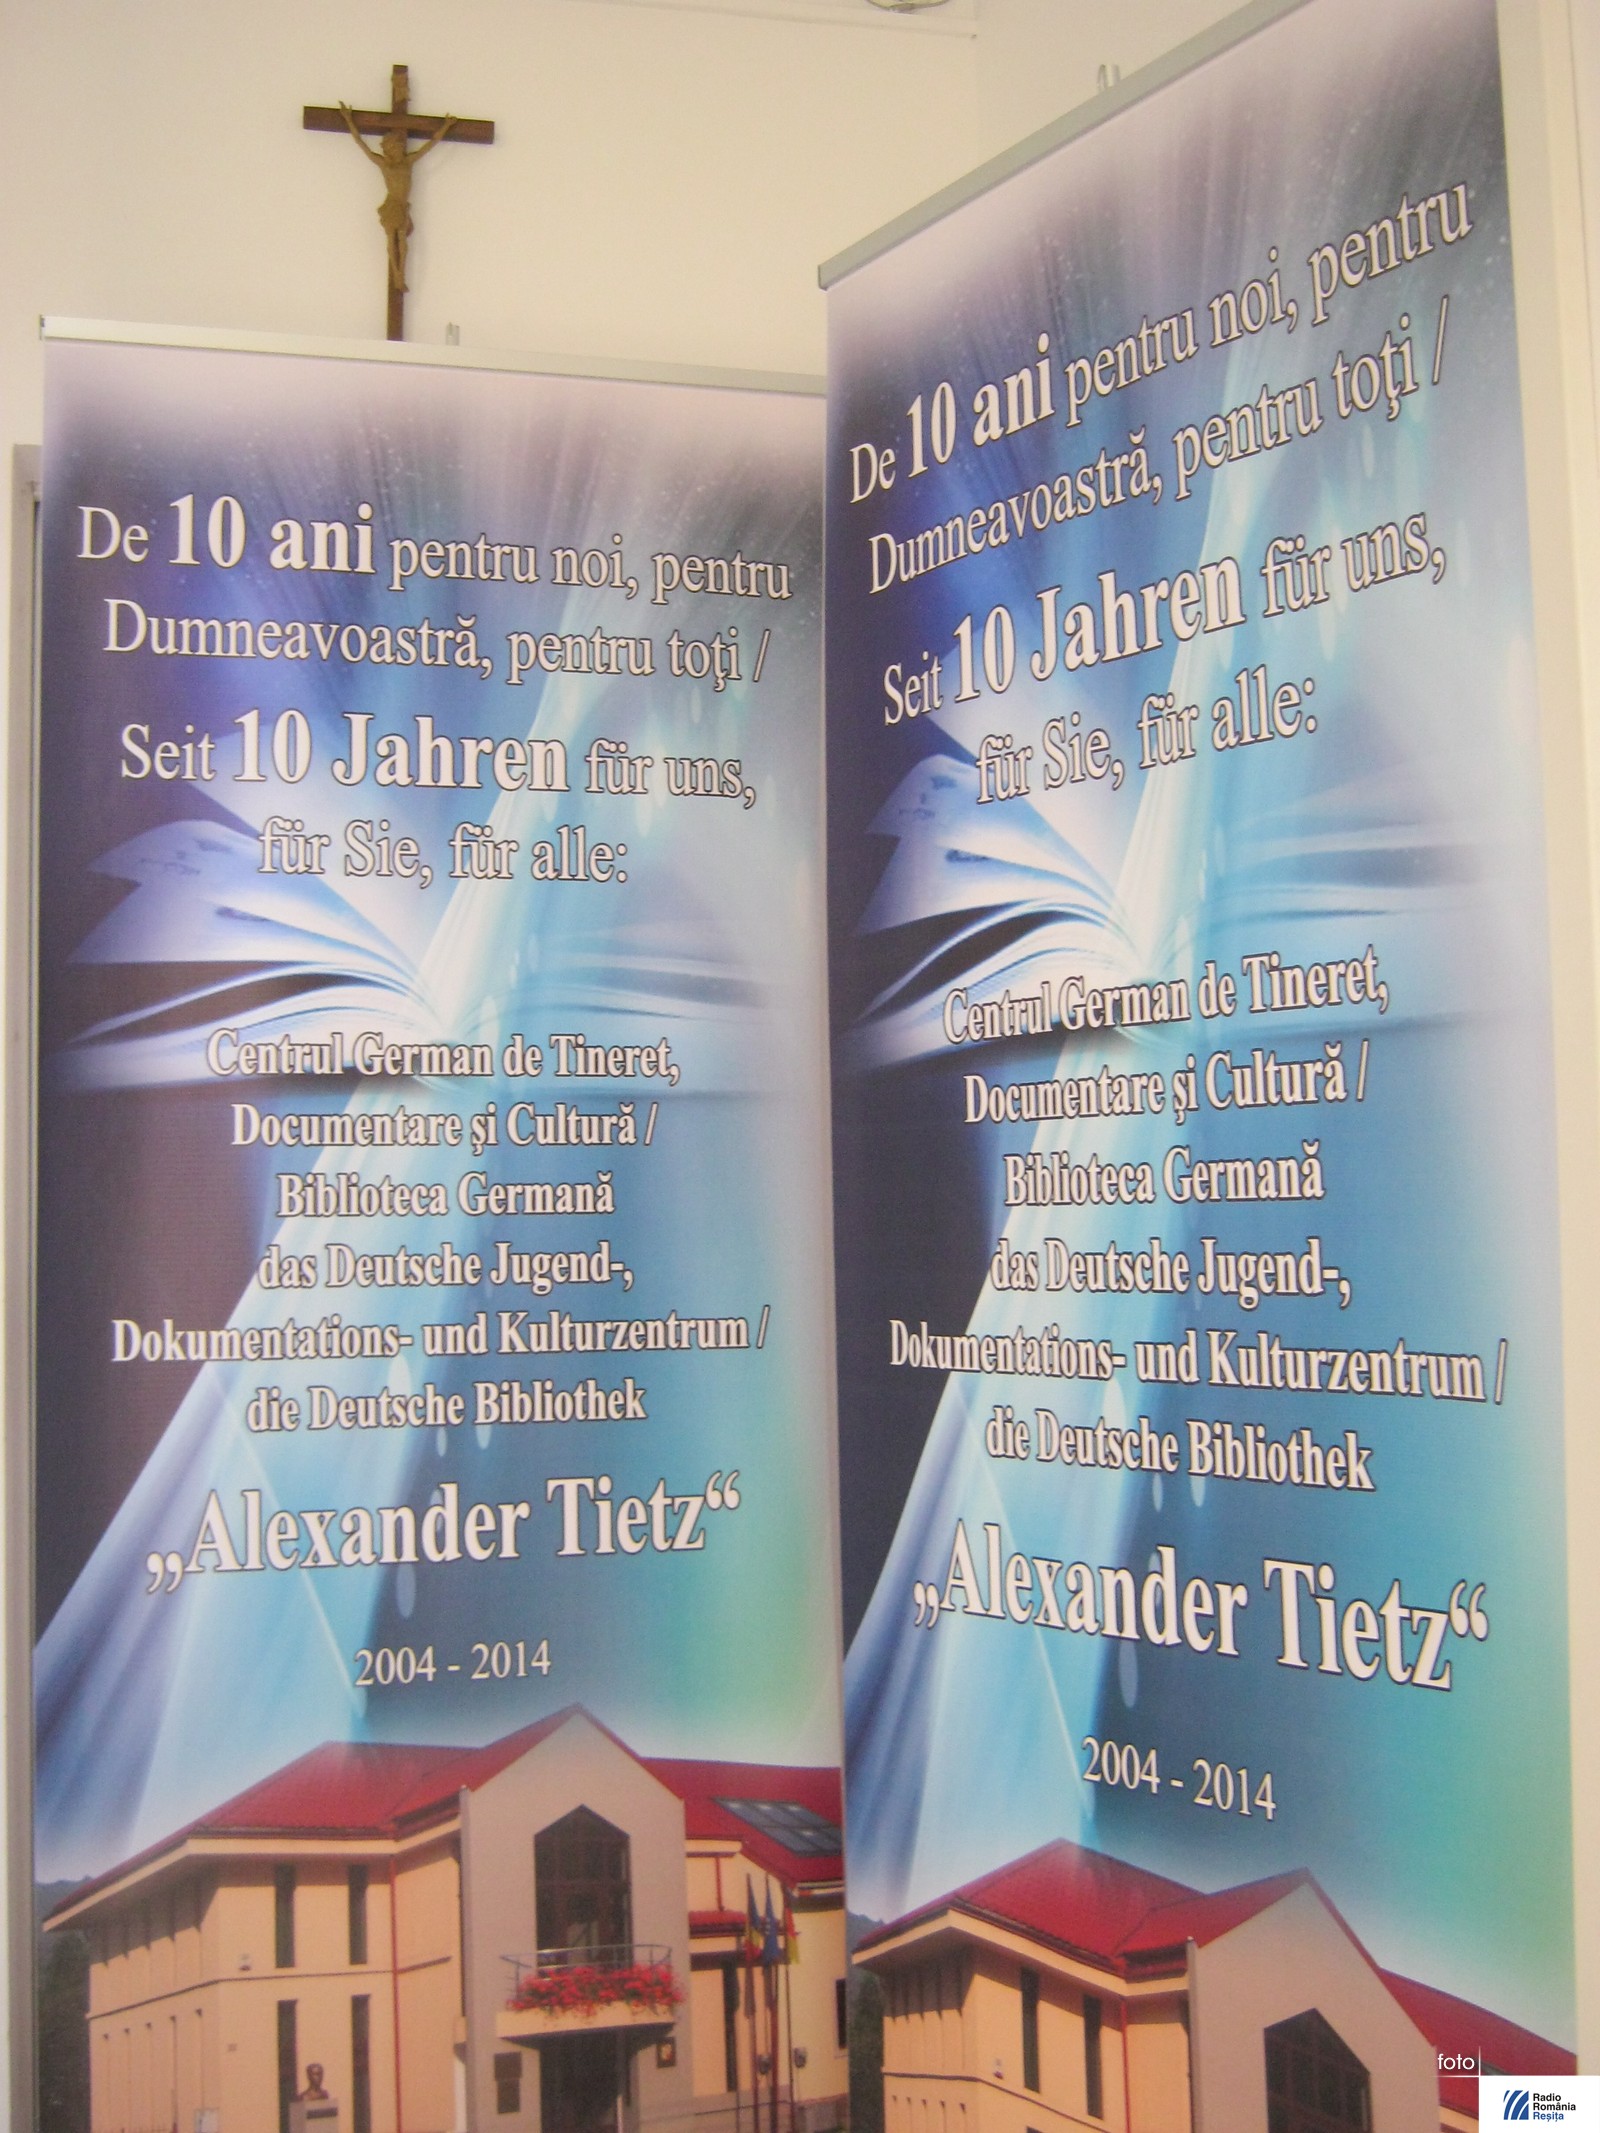 De 10 ani pentru noi, pentru
Dumneavoastră, pentru toţi /
Seit 10 Jahren für uns,
für Sie, für alle:
Centrul German de Tineret,
Documentare şi Cultură /
Biblioteca Germană
das Deutsche Jugend-,
Dokumentations- und Kulturzentrum /
die Deutsche Bibliothek
„Alexander Tietz“
2004 - 2014
De 10 ani pentru noi, pentru
Dumneavoastră, pentru toţi /
Seit 10 Jahren für uns,
für Sie, für alle:
Centrul German de Tineret,
Documentare şi Cultură /
Biblioteca Germană
das Deutsche Jugend-,
Dokumentations- und Kulturzentrum /
die Deutsche Bibliothek
„Alexander Tietz“
2004 - 2014
foto
Radio
România
Reșița